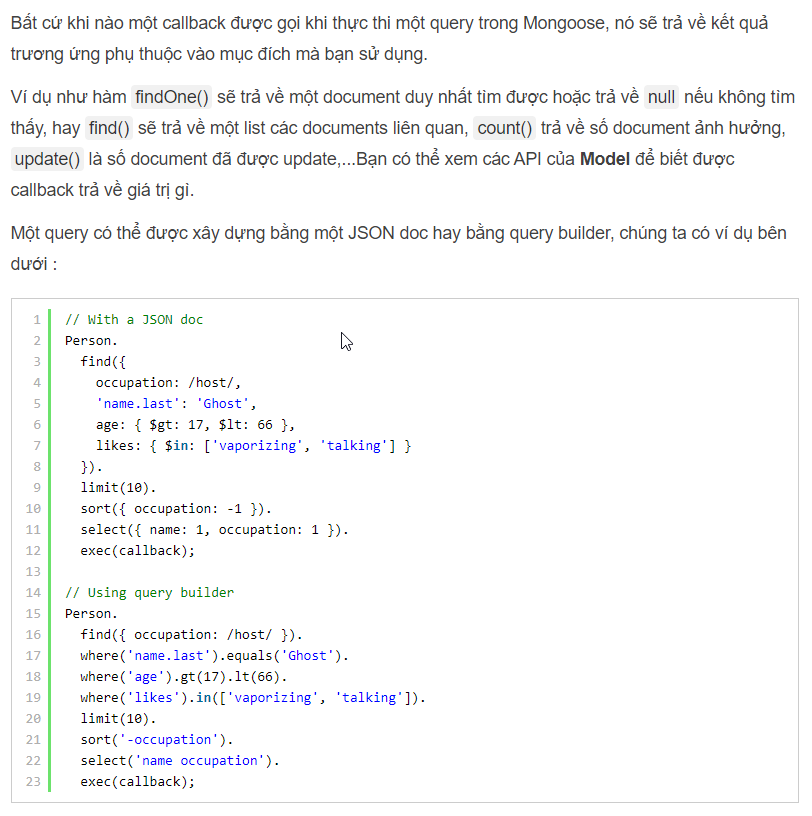 Bất cứ khi nào một callback được gọi khi thực thi một query trong Mongoose, nó sẽ trả về kết quả
trương ứng phụ thuộc vào mục đích mà bạn sử dụng.
Ví dụ như hàm findOne() sẽ trả về một document duy nhất tìm được hoặc trả về null nếu không tìm
thấy, hay find() sẽ trả về một list các documents liên quan, count() trả về số document ảnh hưởng,
update() là số document đã được update,...Bạn có thể xem các API của Model để biết được
callback trả về giá trị gì.
Một query có thể được xây dựng bằng một JSON doc hay bằng query builder, chúng ta có ví dụ bên
dưới :
1 // With a JSON doc
2 Person.
3   find({
4     occupation: /host/,
5     'name.last': 'Ghost',
6     age: { $gt: 17, $lt: 66 },
7     likes: { $in: ['vaporizing', 'talking'] }
8   }).
9   limit(10).
10   sort({ occupation: -1 }).
11   select({ name: 1, occupation: 1 }).
12   exec(callback);
13
14 // Using query builder
15 Person.
16   find({ occupation: /host/ }).
17   where('name.last').equals('Ghost').
18   where('age').gt(17).lt(66).
19   where('likes').in(['vaporizing', 'talking']).
20   limit(10).
21   sort('-occupation').
22   select('name occupation').
23   exec(callback);